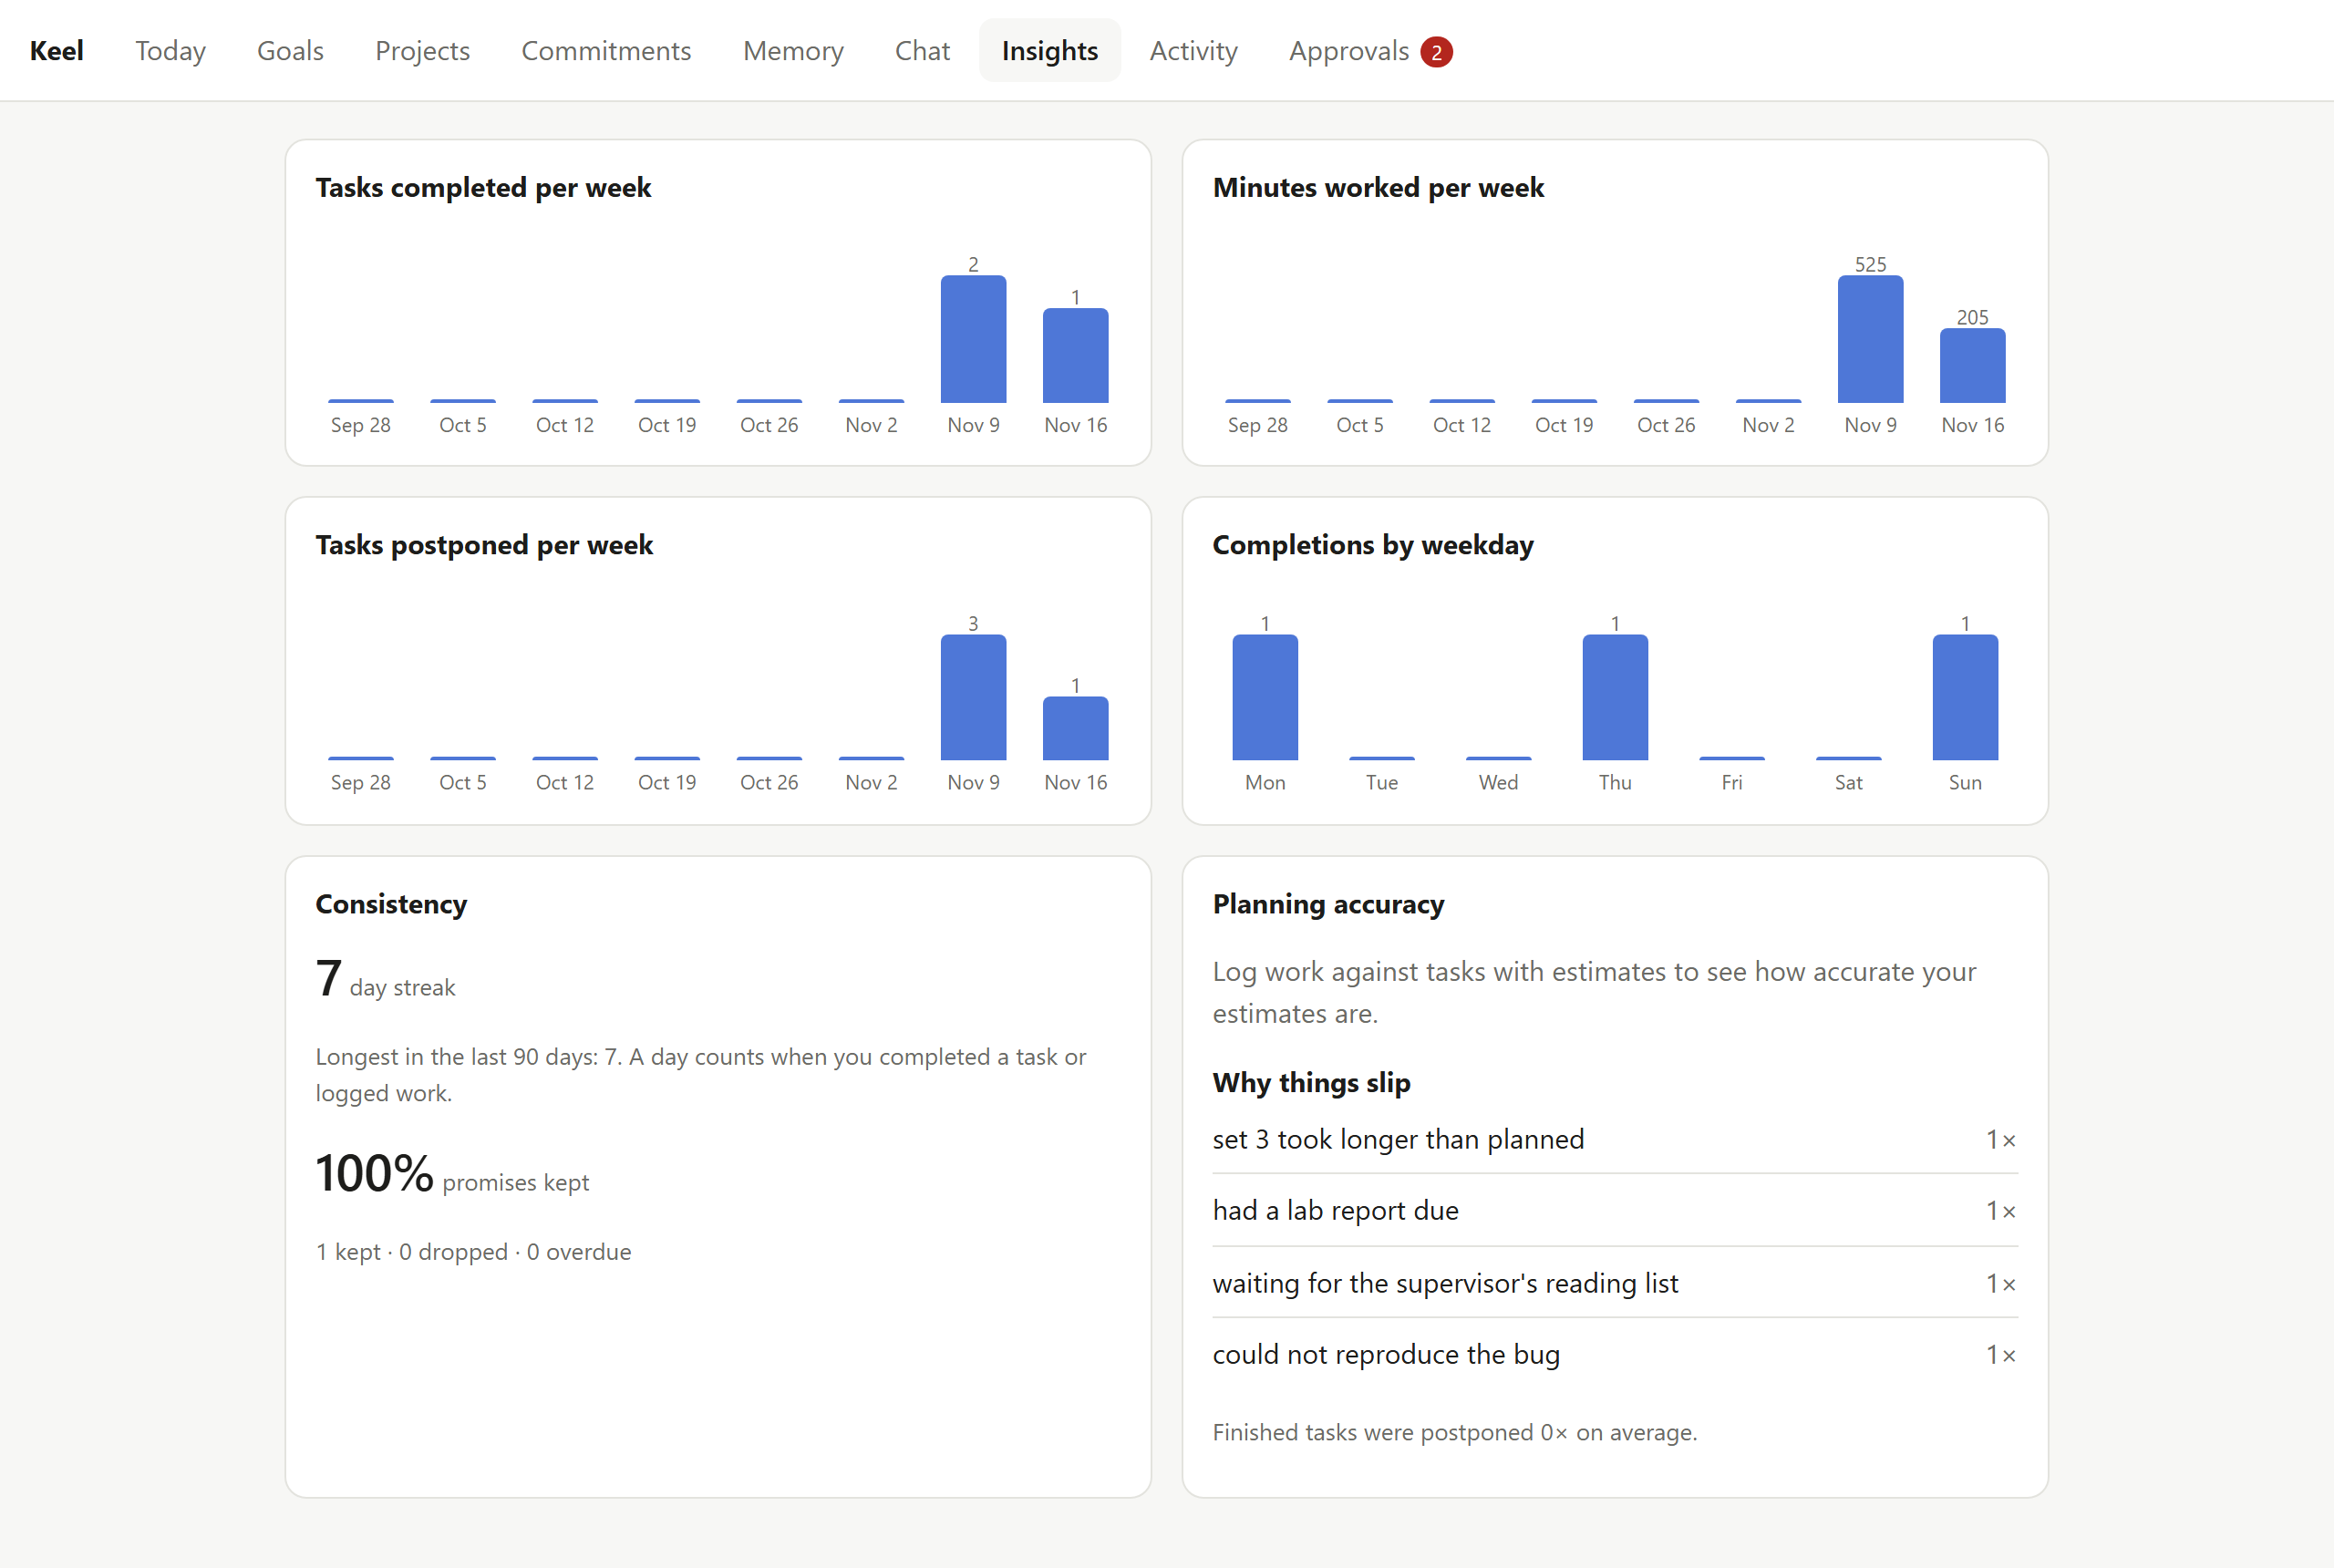 Keel Today Goals Projects Commitments Memory Chat Insights Activity Approvals 2
Tasks completed per week
2
1
Sep 28 Oct 5 Oct 12 Oct 19 Oct 26 Nov 2 Nov 9 Nov 16
Minutes worked per week
525
205
Sep 28 Oct 5 Oct 12 Oct 19 Oct 26 Nov 2 Nov 9 Nov 16
Tasks postponed per week
3
1
Sep 28 Oct 5 Oct 12 Oct 19 Oct 26 Nov 2 Nov 9 Nov 16
Completions by weekday
1 1 1
Mon Tue Wed Thu Fri Sat Sun
Consistency
7 day streak
Longest in the last 90 days: 7. A day counts when you completed a task or
logged work.
100% promises kept
1 kept · 0 dropped · 0 overdue
Planning accuracy
Log work against tasks with estimates to see how accurate your
estimates are.
Why things slip
set 3 took longer than planned 1×
had a lab report due 1×
waiting for the supervisor's reading list 1×
could not reproduce the bug 1×
Finished tasks were postponed 0× on average.